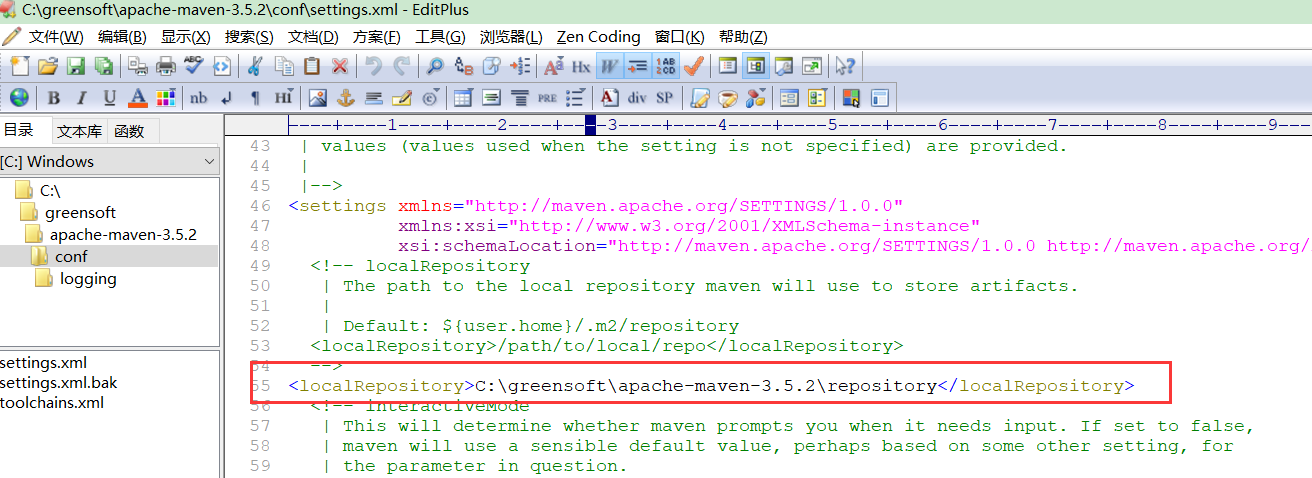 C:\greensoft\apache-maven-3.5.2\conf\settings.xml - EditPlus
文件(W) 编辑(B) 显示(X) 搜索(S) 文档(D) 方案(F) 工具(G) 浏览器(L) Zen Coding 窗口(K) 帮助(Z)
B I U A nb Hi PRE A div SP
目录 文本库 函数
[C:] Windows
C:\
greensoft
apache-maven-3.5.2
conf
logging
settings.xml
settings.xml.bak
toolchains.xml
----+----1----+----2----+----3----+----4----+----5----+----6----+----7----+----8----+----9---
43 | values (values used when the setting is not specified) are provided.
44 |
45 |-->
46 <settings xmlns="http://maven.apache.org/SETTINGS/1.0.0"
47 xmlns:xsi="http://www.w3.org/2001/XMLSchema-instance"
48 xsi:schemaLocation="http://maven.apache.org/SETTINGS/1.0.0 http://maven.apache.org/
49 <!-- localRepository
50 | The path to the local repository maven will use to store artifacts.
51 |
52 | Default: ${user.home}/.m2/repository
53 <localRepository>/path/to/local/repo</localRepository>
54 -->
55 <localRepository>C:\greensoft\apache-maven-3.5.2\repository</localRepository>
56 <!-- interactiveMode
57 | This will determine whether maven prompts you when it needs input. If set to false,
58 | maven will use a sensible default value, perhaps based on some other setting, for
59 | the parameter in question.